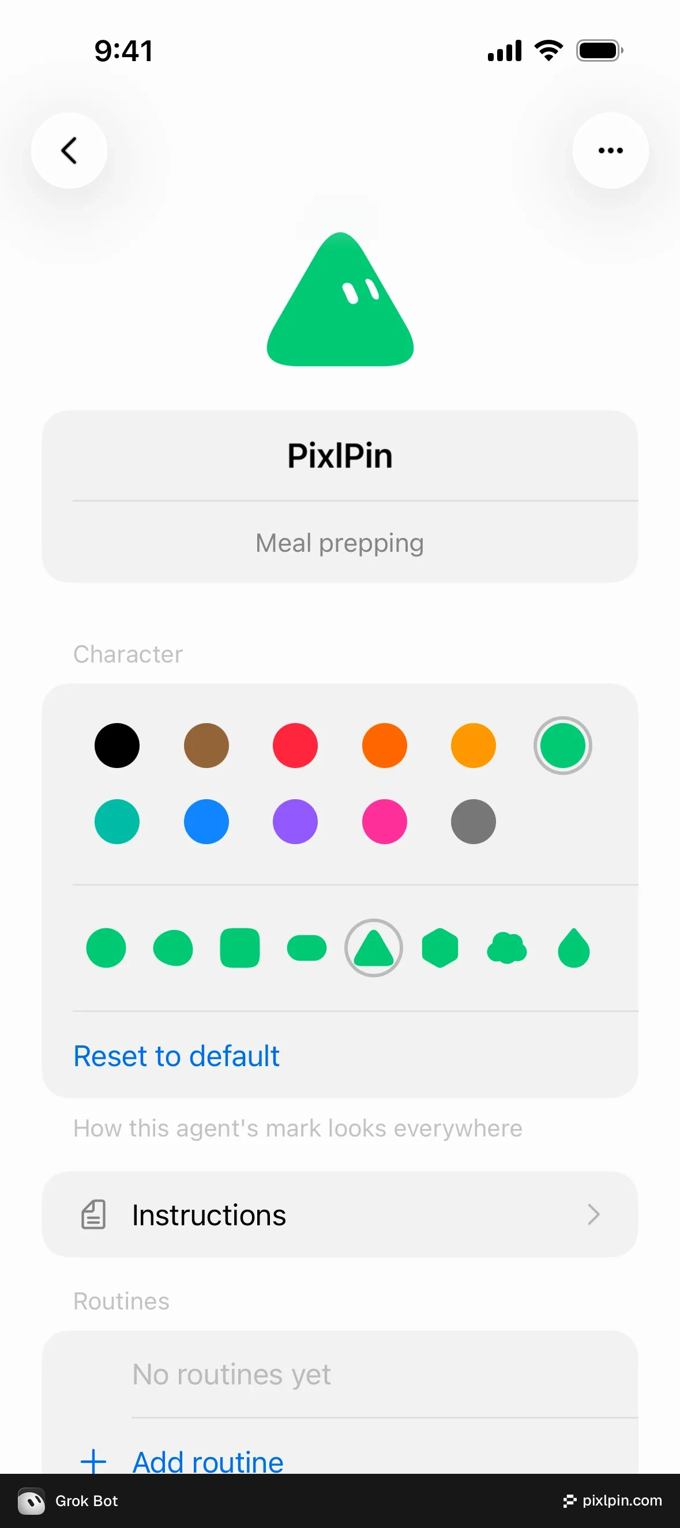 9:41
PixlPin
Meal prepping
Character
Reset to default
How this agent's mark looks everywhere
Instructions
Routines
No routines yet
Add routine
Grok Bot
pixlpin.com